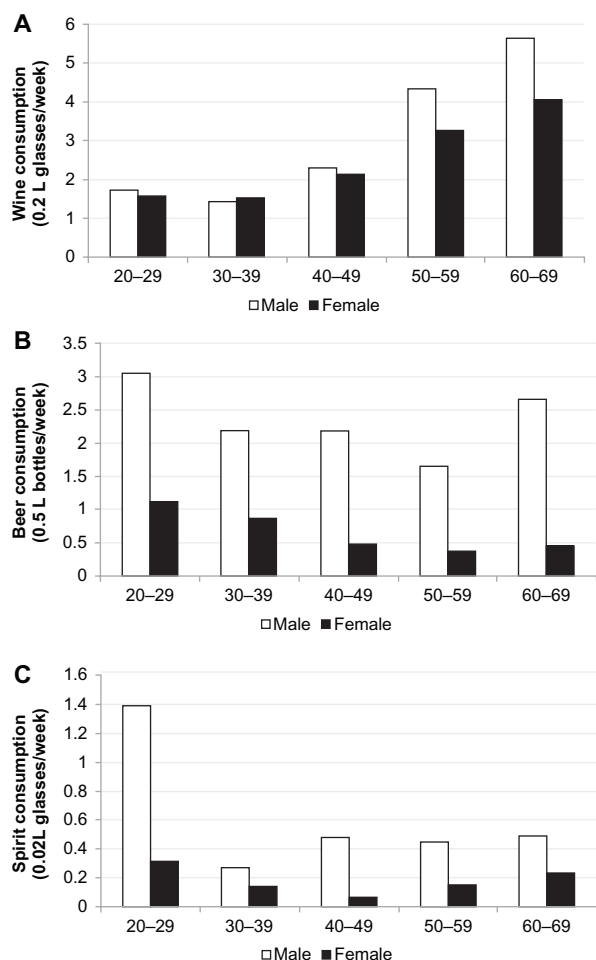 A
Wine consumption
(0.2 L glasses/week)
6
5
4
3
2
1
0
20–29 30–39 40–49 50–59 60–69
Male Female
B
Beer consumption
(0.5 L bottles/week)
3.5
3
2.5
2
1.5
1
0.5
0
20–29 30–39 40–49 50–59 60–69
Male Female
C
Spirit consumption
(0.02L glasses/week)
1.6
1.4
1.2
1
0.8
0.6
0.4
0.2
0
20–29 30–39 40–49 50–59 60–69
Male Female